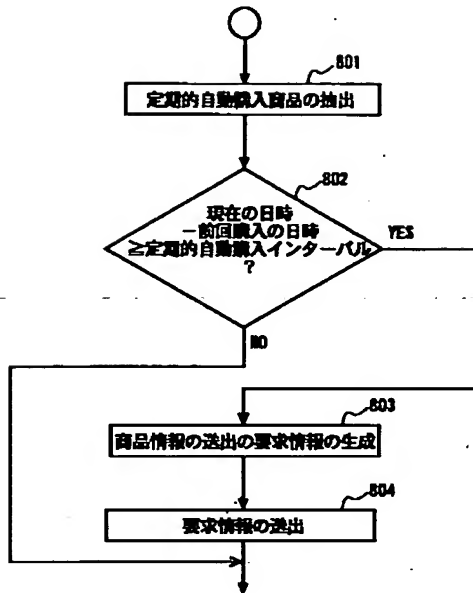 801
定期的自動購入商品の抽出
802
現在の日時
－前回購入の日時
≧定期的自動購入インターバル
?
YES
NO
803
商品情報の送出の要求情報の生成
804
要求情報の送出